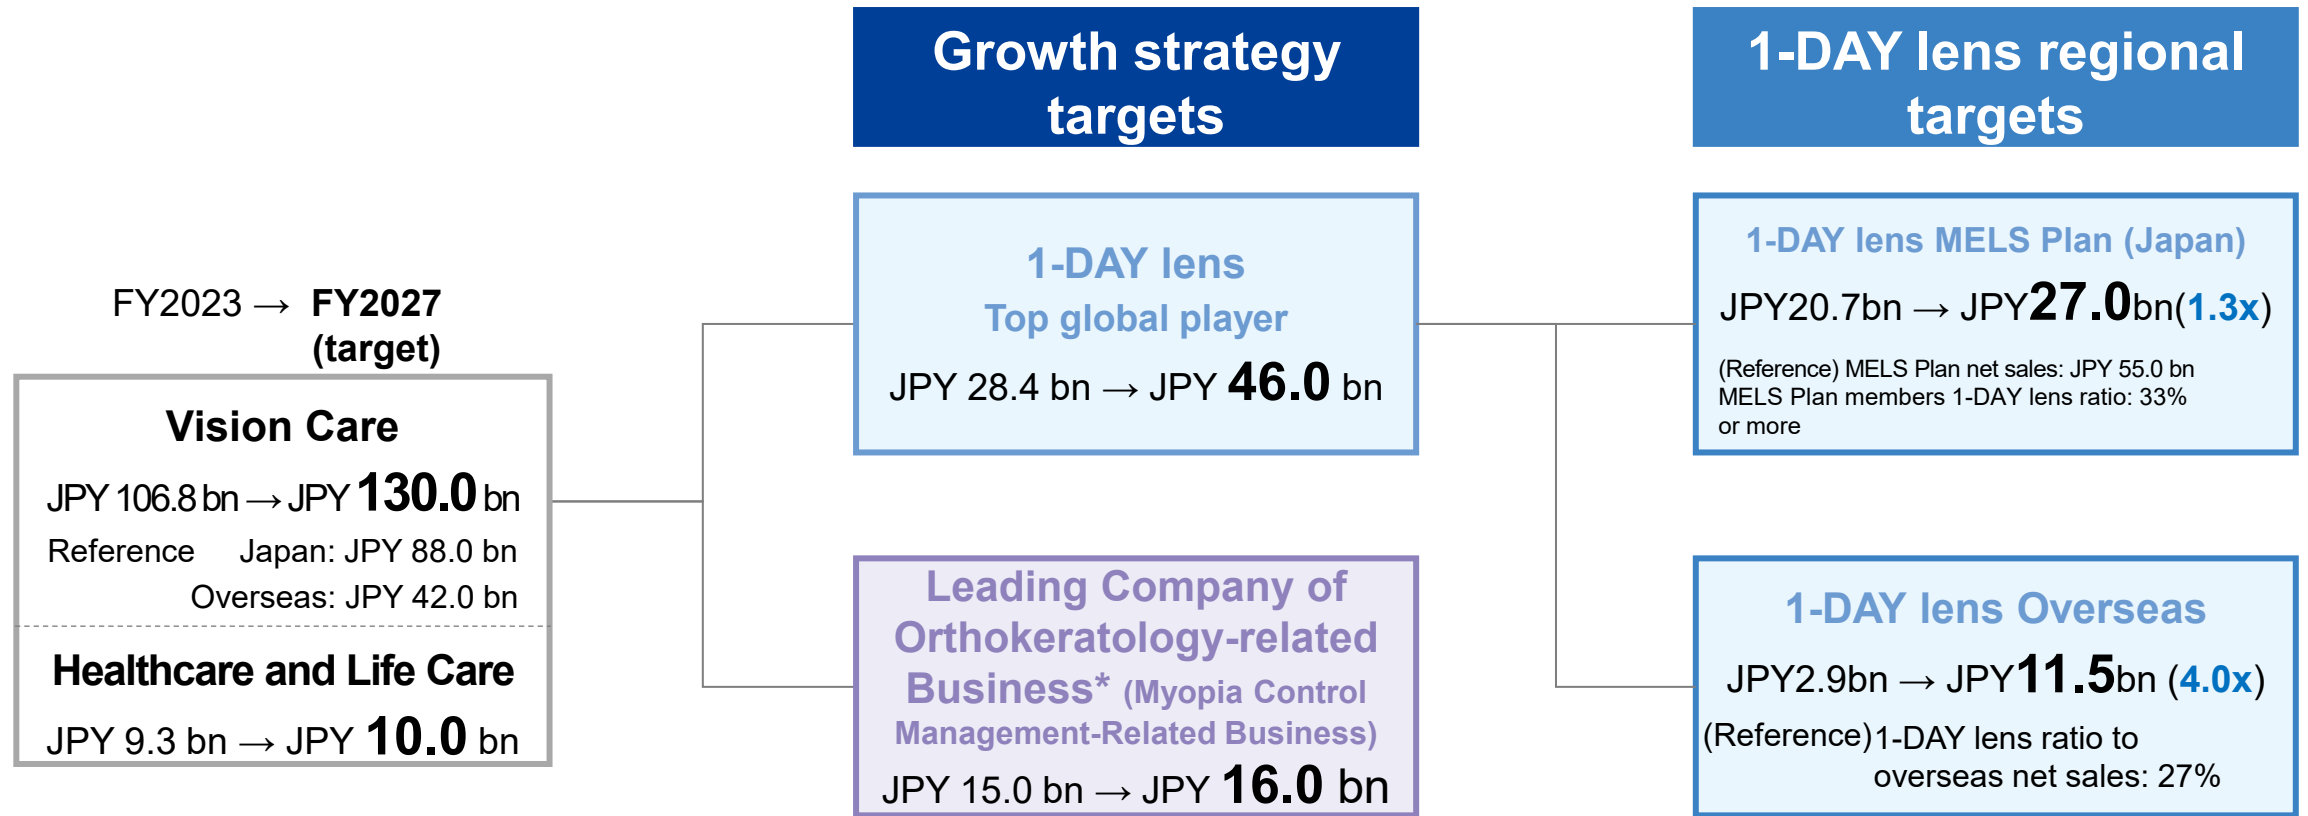 Growth strategy
targets
1-DAY lens regional
targets
FY2023 → FY2027
(target)
Vision Care
JPY 106.8 bn → JPY 130.0 bn
Reference Japan: JPY 88.0 bn
Overseas: JPY 42.0 bn
Healthcare and Life Care
JPY 9.3 bn → JPY 10.0 bn
1-DAY lens
Top global player
JPY 28.4 bn → JPY 46.0 bn
Leading Company of
Orthokeratology-related
Business* (Myopia Control
Management-Related Business)
JPY 15.0 bn → JPY 16.0 bn
1-DAY lens MELS Plan (Japan)
JPY20.7bn → JPY27.0bn(1.3x)
(Reference) MELS Plan net sales: JPY 55.0 bn
MELS Plan members 1-DAY lens ratio: 33%
or more
1-DAY lens Overseas
JPY2.9bn → JPY11.5bn (4.0x)
(Reference)1-DAY lens ratio to
overseas net sales: 27%